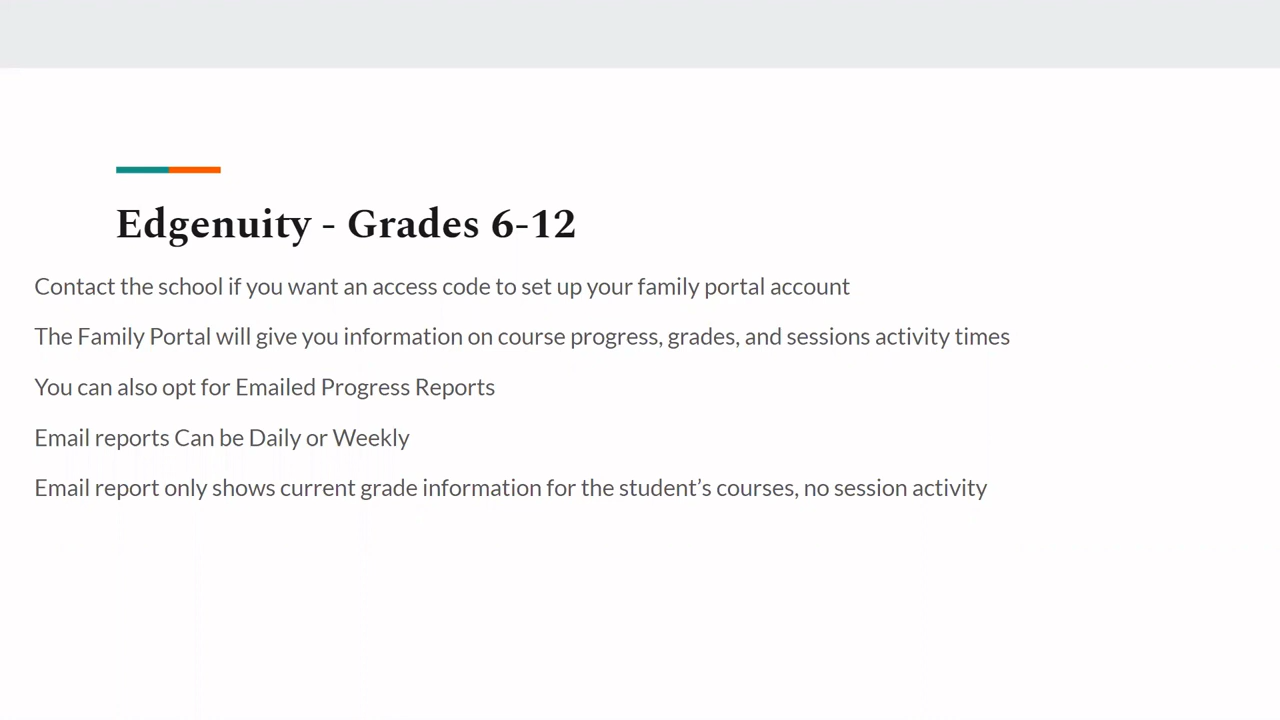 Edgenuity - Grades 6-12
Contact the school if you want an access code to set up your family portal account
The Family Portal will give you information on course progress, grades, and sessions activity times
You can also opt for Emailed Progress Reports
Email reports Can be Daily or Weekly
Email report only shows current grade information for the student’s courses, no session activity